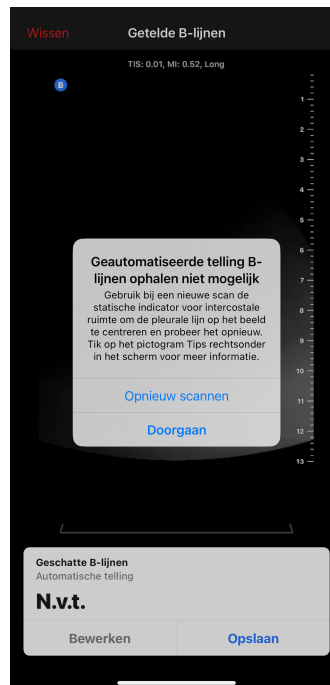 Wissen
Getelde B-lijnen
TIS: 0.01, MI: 0.52, Long
B
1
2
3
4
5
6
7
8
9
10
11
12
13
Geautomatiseerde telling B-
lijnen ophalen niet mogelijk
Gebruik bij een nieuwe scan de
statische indicator voor intercostale
ruimte om de pleurale lijn op het beeld
te centreren en probeer het opnieuw.
Tik op het pictogram Tips rechtsonder
in het scherm voor meer informatie.
Opnieuw scannen
Doorgaan
Geschatte B-lijnen
Automatische telling
N.v.t.
Bewerken
Opslaan